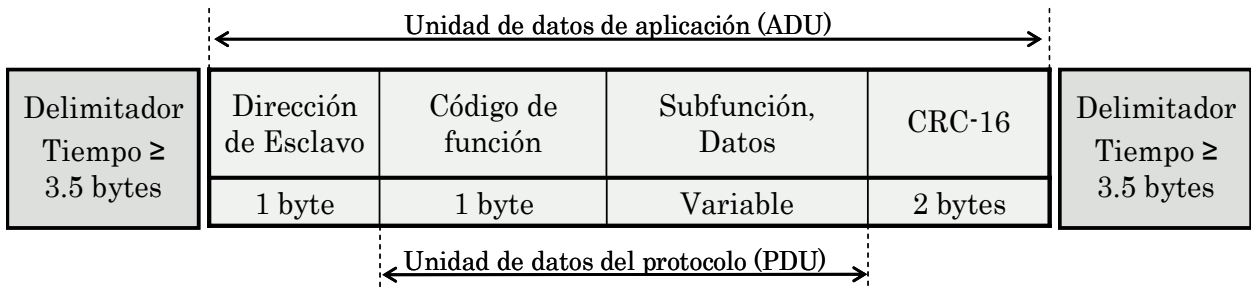 Unidad de datos de aplicación (ADU)
Delimitador
Tiempo ≥
3.5 bytes
Dirección
de Esclavo
Código de
función
Subfunción,
Datos
CRC-16
Delimitador
Tiempo ≥
3.5 bytes
1 byte
1 byte
Variable
2 bytes
Unidad de datos del protocolo (PDU)